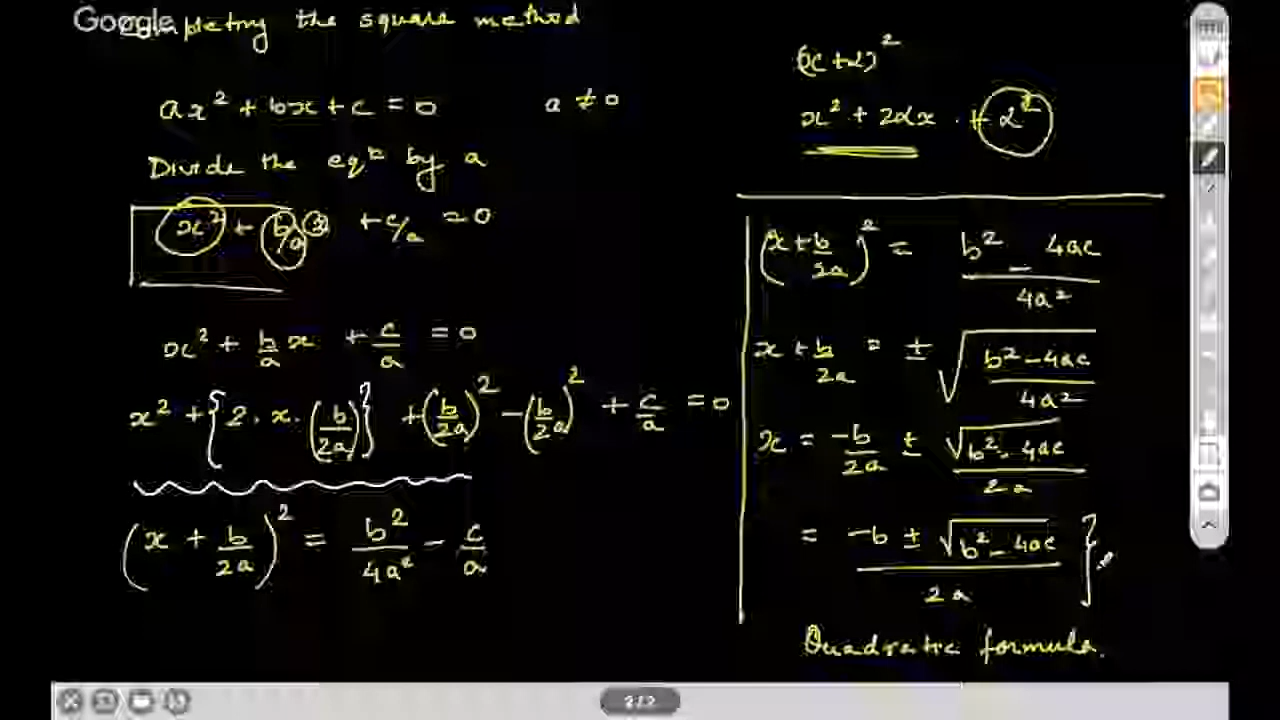 Google
completing the square method
ax² + bx + c = 0 a ≠ 0
Divide the eqⁿ by a
x² + b/a x + c/a = 0
x² + b/a x + c/a = 0
x² + {2 · x · (b/2a)} + (b/2a)² - (b/2a)² + c/a = 0
(x + b/2a)² = b²/4a² - c/a
(x + α)²
x² + 2αx + α²
(x + b/2a)² = b² - 4ac / 4a²
x + b/2a = ± √(b² - 4ac / 4a²)
x = -b/2a ± √(b² - 4ac) / 2a
= -b ± √(b² - 4ac) / 2a
Quadratic formula.
2/2